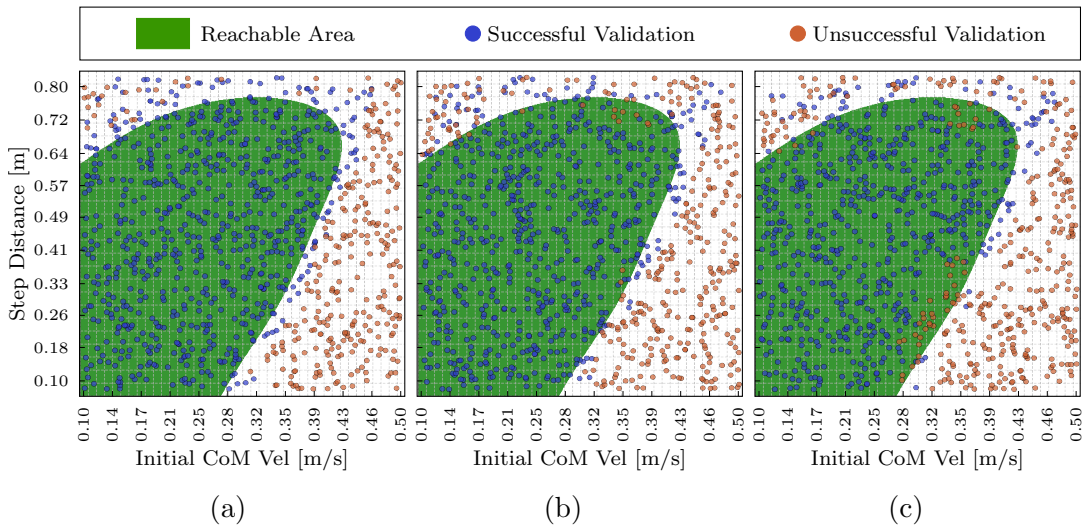 Reachable Area Successful Validation Unsuccessful Validation
Step Distance [m]
0.80
0.72
0.64
0.57
0.49
0.41
0.33
0.26
0.18
0.10
0.10 0.14 0.17 0.21 0.25 0.28 0.32 0.35 0.39 0.43 0.46 0.50
0.10 0.14 0.17 0.21 0.25 0.28 0.32 0.35 0.39 0.43 0.46 0.50
0.10 0.14 0.17 0.21 0.25 0.28 0.32 0.35 0.39 0.43 0.46 0.50
Initial CoM Vel [m/s] Initial CoM Vel [m/s] Initial CoM Vel [m/s]
(a) (b) (c)